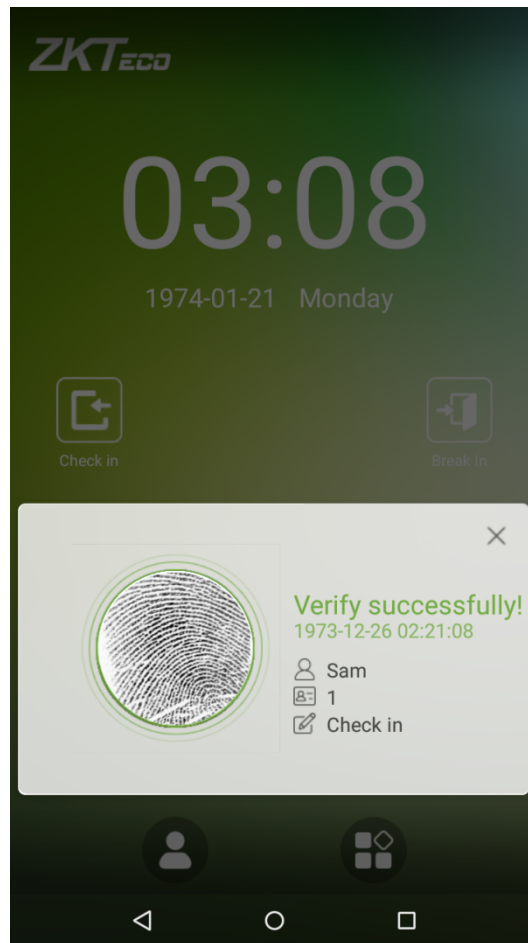 ZKTECO
03:08
1974-01-21 Monday
Check in
Break In
Verify successfully!
1973-12-26 02:21:08
Sam
1
Check in